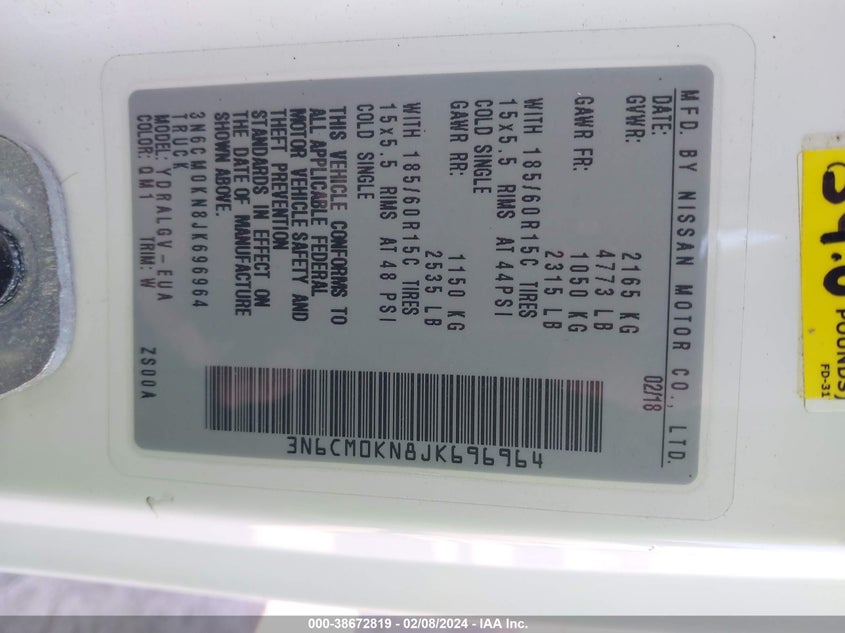 MFD. BY NISSAN MOTOR CO., LTD.
DATE: 02/18
GVWR: 2165 KG
4773 LB
GAWR FR: 1050 KG
2315 LB
WITH 185/60R15C TIRES
15x5.5 RIMS AT 44PSI
COLD SINGLE
GAWR RR: 1150 KG
2535 LB
WITH 185/60R15C TIRES
15x5.5 RIMS AT 48 PSI
COLD SINGLE
THIS VEHICLE CONFORMS TO
ALL APPLICABLE FEDERAL
MOTOR VEHICLE SAFETY AND
THEFT PREVENTION
STANDARDS IN EFFECT ON
THE DATE OF MANUFACTURE
SHOWN ABOVE.
3N6CM0KN8JK696964
TRUCK
MODEL: YDRALGV-EUA
COLOR: QM1 TRIM: W ZS00A
3N6CM0KN8JK696964
POUNDS,
FD-31
000-38672819 - 02/08/2024 - IAA Inc.